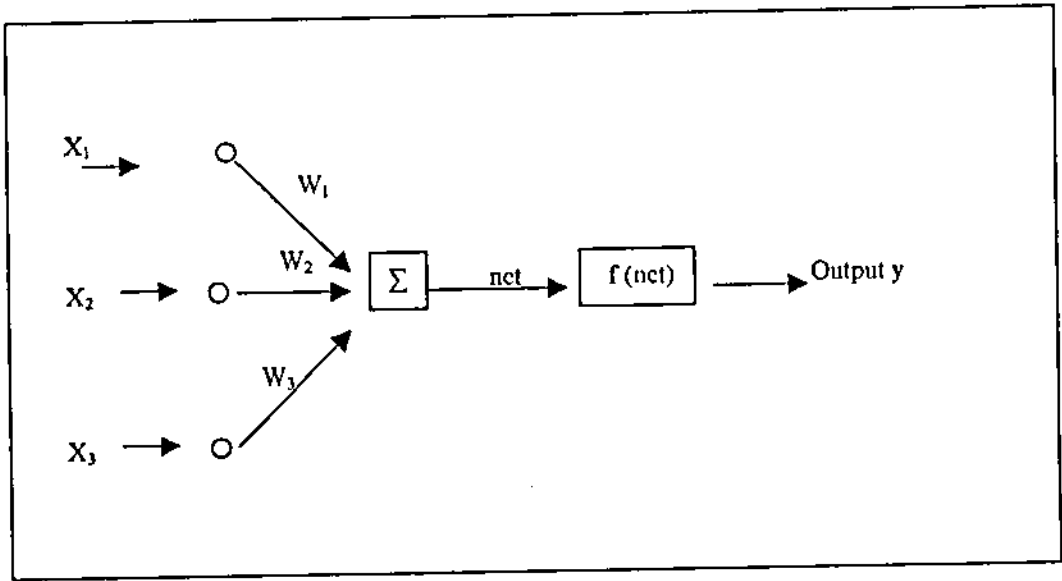 X₁
W₁
W₂
X₂
Σ
net
f (net)
Output y
W₃
X₃